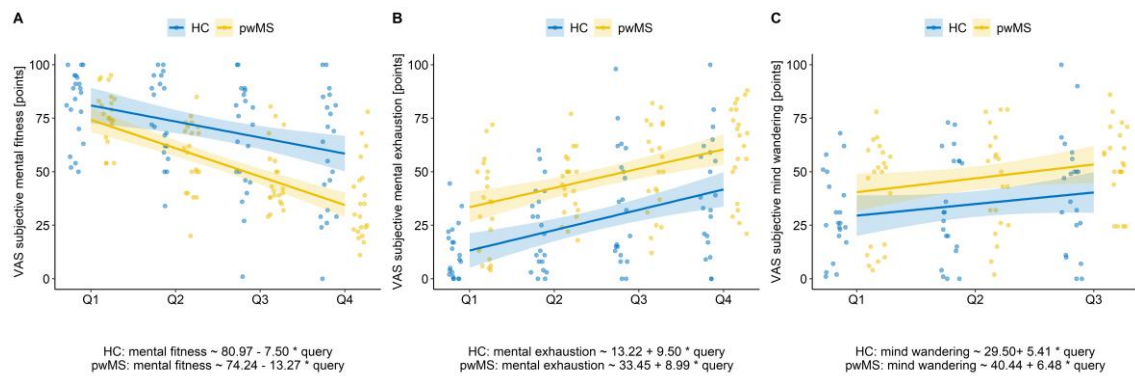 A
HC pwMS
VAS subjective mental fitness [points]
100
75
50
25
0
Q1 Q2 Q3 Q4
HC: mental fitness ~ 80.97 - 7.50 * query
pwMS: mental fitness ~ 74.24 - 13.27 * query
B
HC pwMS
VAS subjective mental exhaustion [points]
100
75
50
25
0
Q1 Q2 Q3 Q4
HC: mental exhaustion ~ 13.22 + 9.50 * query
pwMS: mental exhaustion ~ 33.45 + 8.99 * query
C
HC pwMS
VAS subjective mind wandering [points]
100
75
50
25
0
Q1 Q2 Q3
HC: mind wandering ~ 29.50+ 5.41 * query
pwMS: mind wandering ~ 40.44 + 6.48 * query